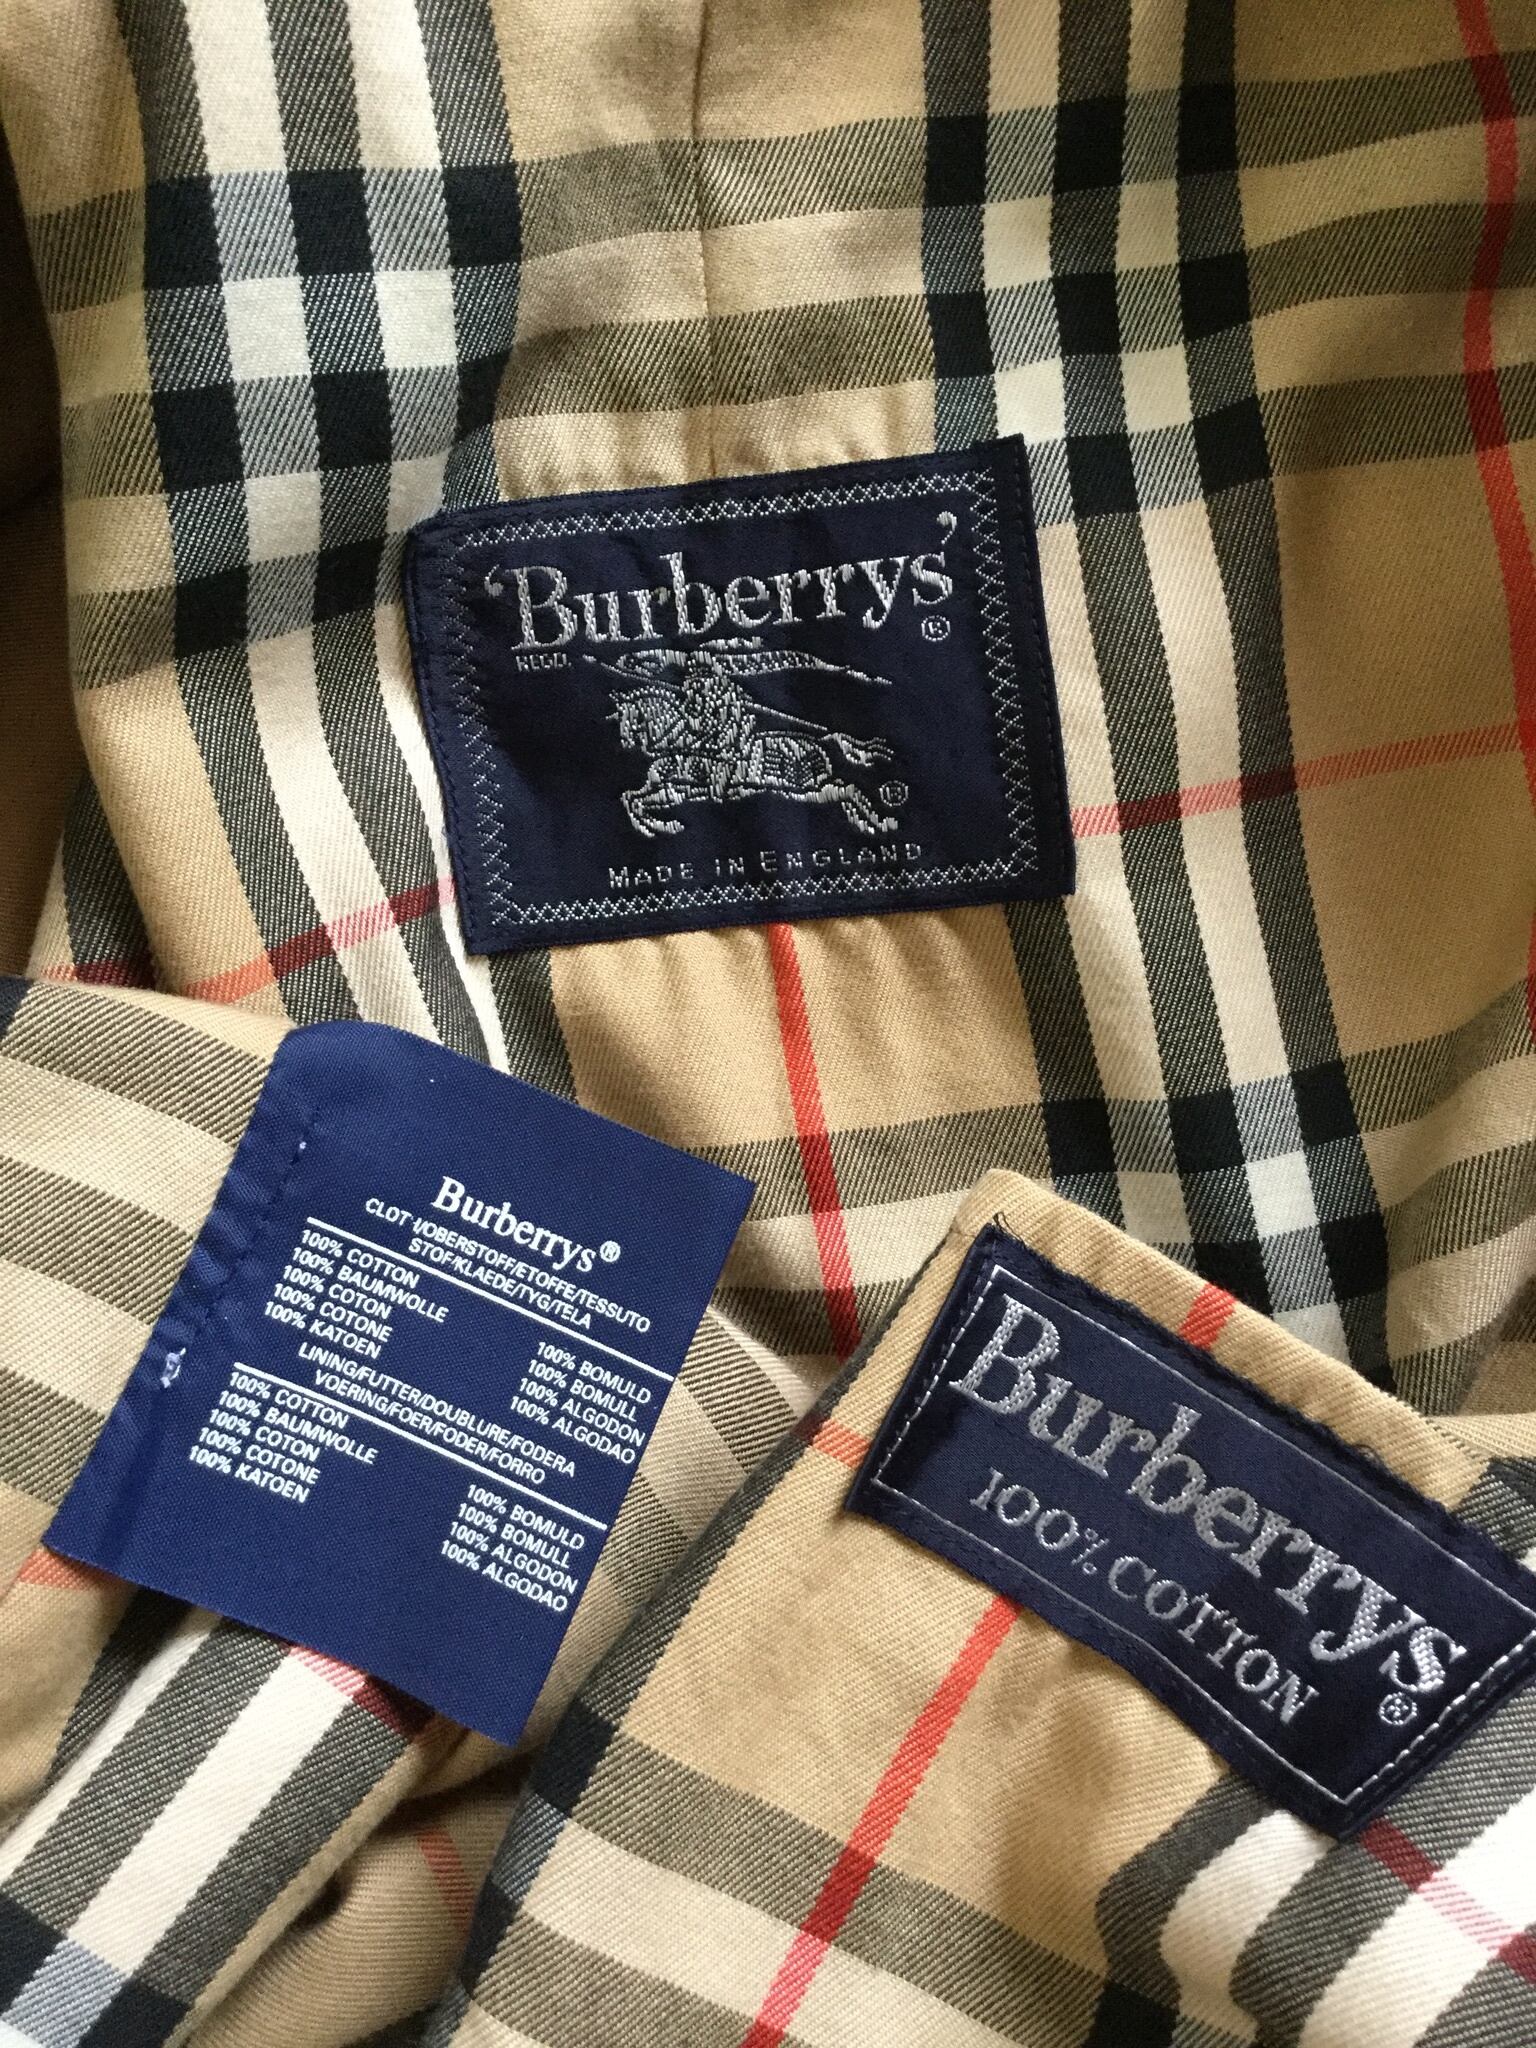 'Burberrys'®
REGD.
®
MADE IN ENGLAND
Burberrys®
CLOTH/OBERSTOFF/ETOFFE/TESSUTO
STOF/KLAEDE/TYG/TELA
100% COTTON
100% BAUMWOLLE
100% COTON
100% COTONE
100% KATOEN
100% BOMULD
100% BOMULL
100% ALGODON
100% ALGODAO
LINING/FUTTER/DOUBLURE/FODERA
VOERING/FOER/FODER/FORRO
100% COTTON
100% BAUMWOLLE
100% COTON
100% COTONE
100% KATOEN
100% BOMULD
100% BOMULL
100% ALGODON
100% ALGODAO
Burberrys®
100% COTTON